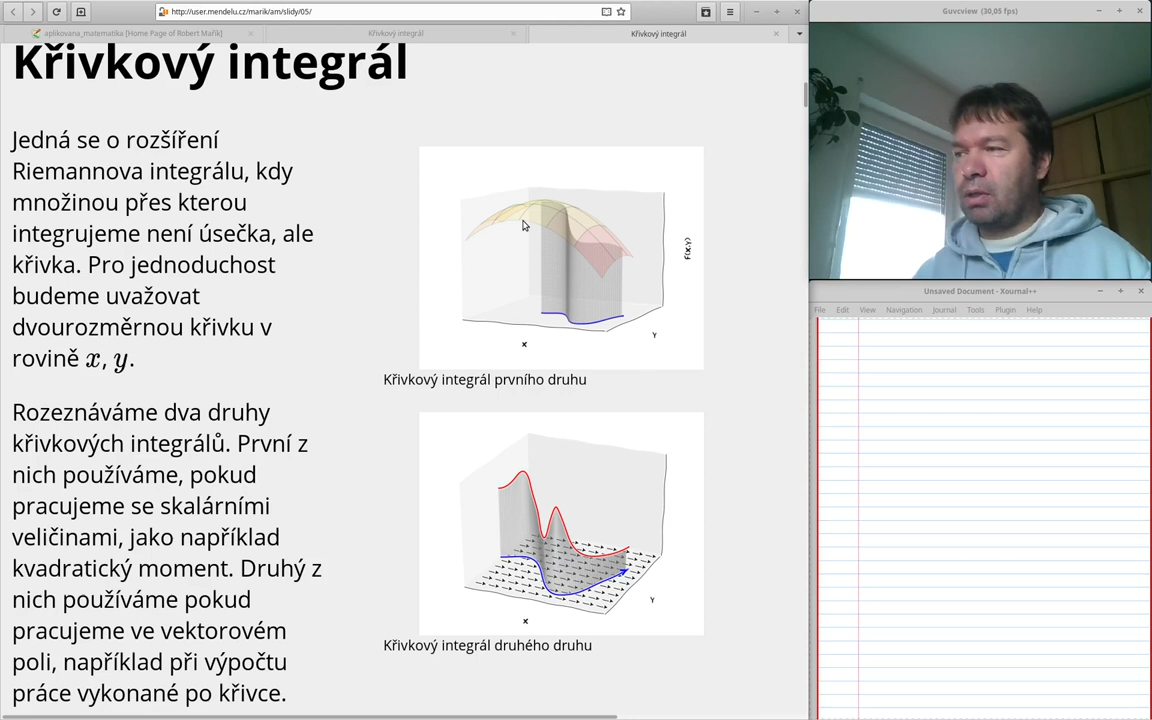 http://user.mendelu.cz/marik/am/slidy/05/
Guvcview (30,05 fps)
aplikovana_matematika [Home Page of Robert Mařík]
Křivkový integrál
Křivkový integrál
Křivkový integrál
Jedná se o rozšíření
Riemannova integrálu, kdy
množinou přes kterou
integrujeme není úsečka, ale
křivka. Pro jednoduchost
budeme uvažovat
dvourozměrnou křivku v
rovině x, y.
Rozeznáváme dva druhy
křivkových integrálů. První z
nich používáme, pokud
pracujeme se skalárními
veličinami, jako například
kvadratický moment. Druhý z
nich používáme pokud
pracujeme ve vektorovém
poli, například při výpočtu
práce vykonané po křivce.
F(X,Y)
Y
X
Křivkový integrál prvního druhu
Y
X
Křivkový integrál druhého druhu
Unsaved Document - Xournal++
File Edit View Navigation Journal Tools Plugin Help